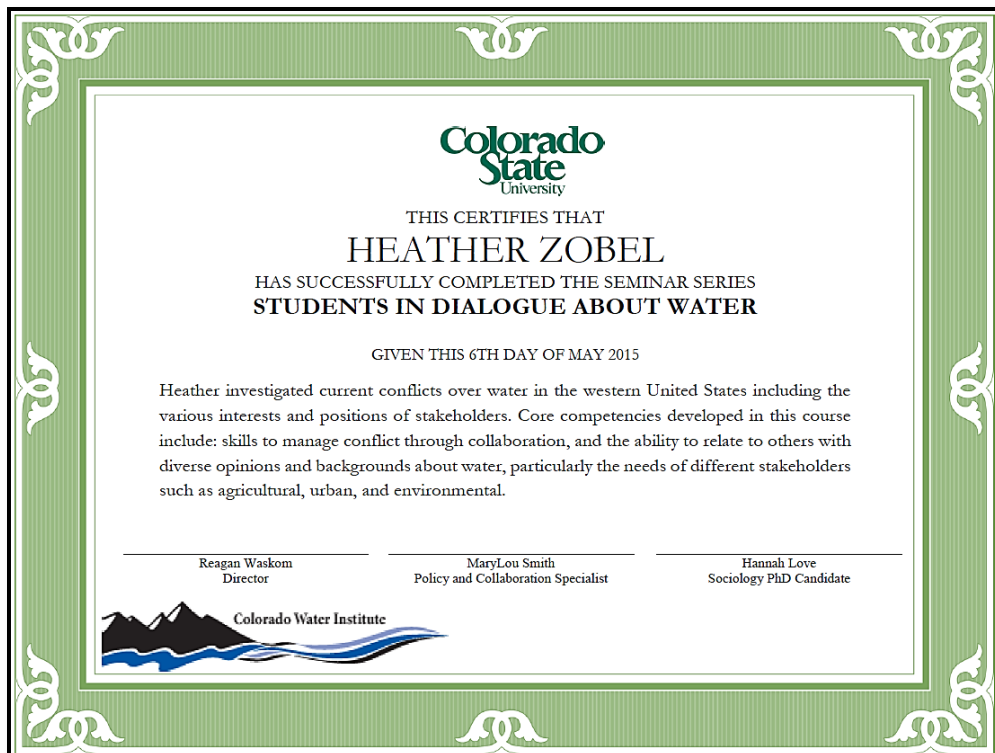 Colorado
State
University
THIS CERTIFIES THAT
HEATHER ZOBEL
HAS SUCCESSFULLY COMPLETED THE SEMINAR SERIES
STUDENTS IN DIALOGUE ABOUT WATER
GIVEN THIS 6TH DAY OF MAY 2015
Heather investigated current conflicts over water in the western United States including the
various interests and positions of stakeholders. Core competencies developed in this course
include: skills to manage conflict through collaboration, and the ability to relate to others with
diverse opinions and backgrounds about water, particularly the needs of different stakeholders
such as agricultural, urban, and environmental.
Reagan Waskom
Director
MaryLou Smith
Policy and Collaboration Specialist
Hannah Love
Sociology PhD Candidate
Colorado Water Institute